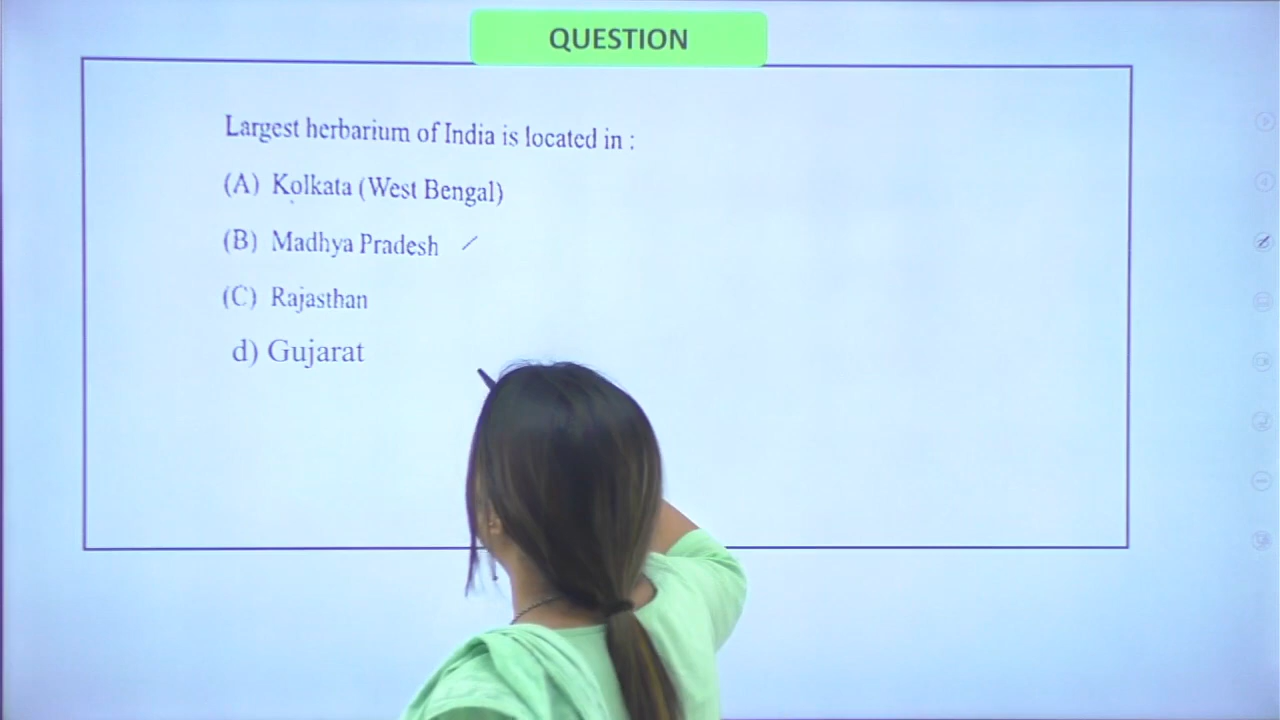 QUESTION
Largest herbarium of India is located in :
(A) Kolkata (West Bengal)
(B) Madhya Pradesh
(C) Rajasthan
d) Gujarat